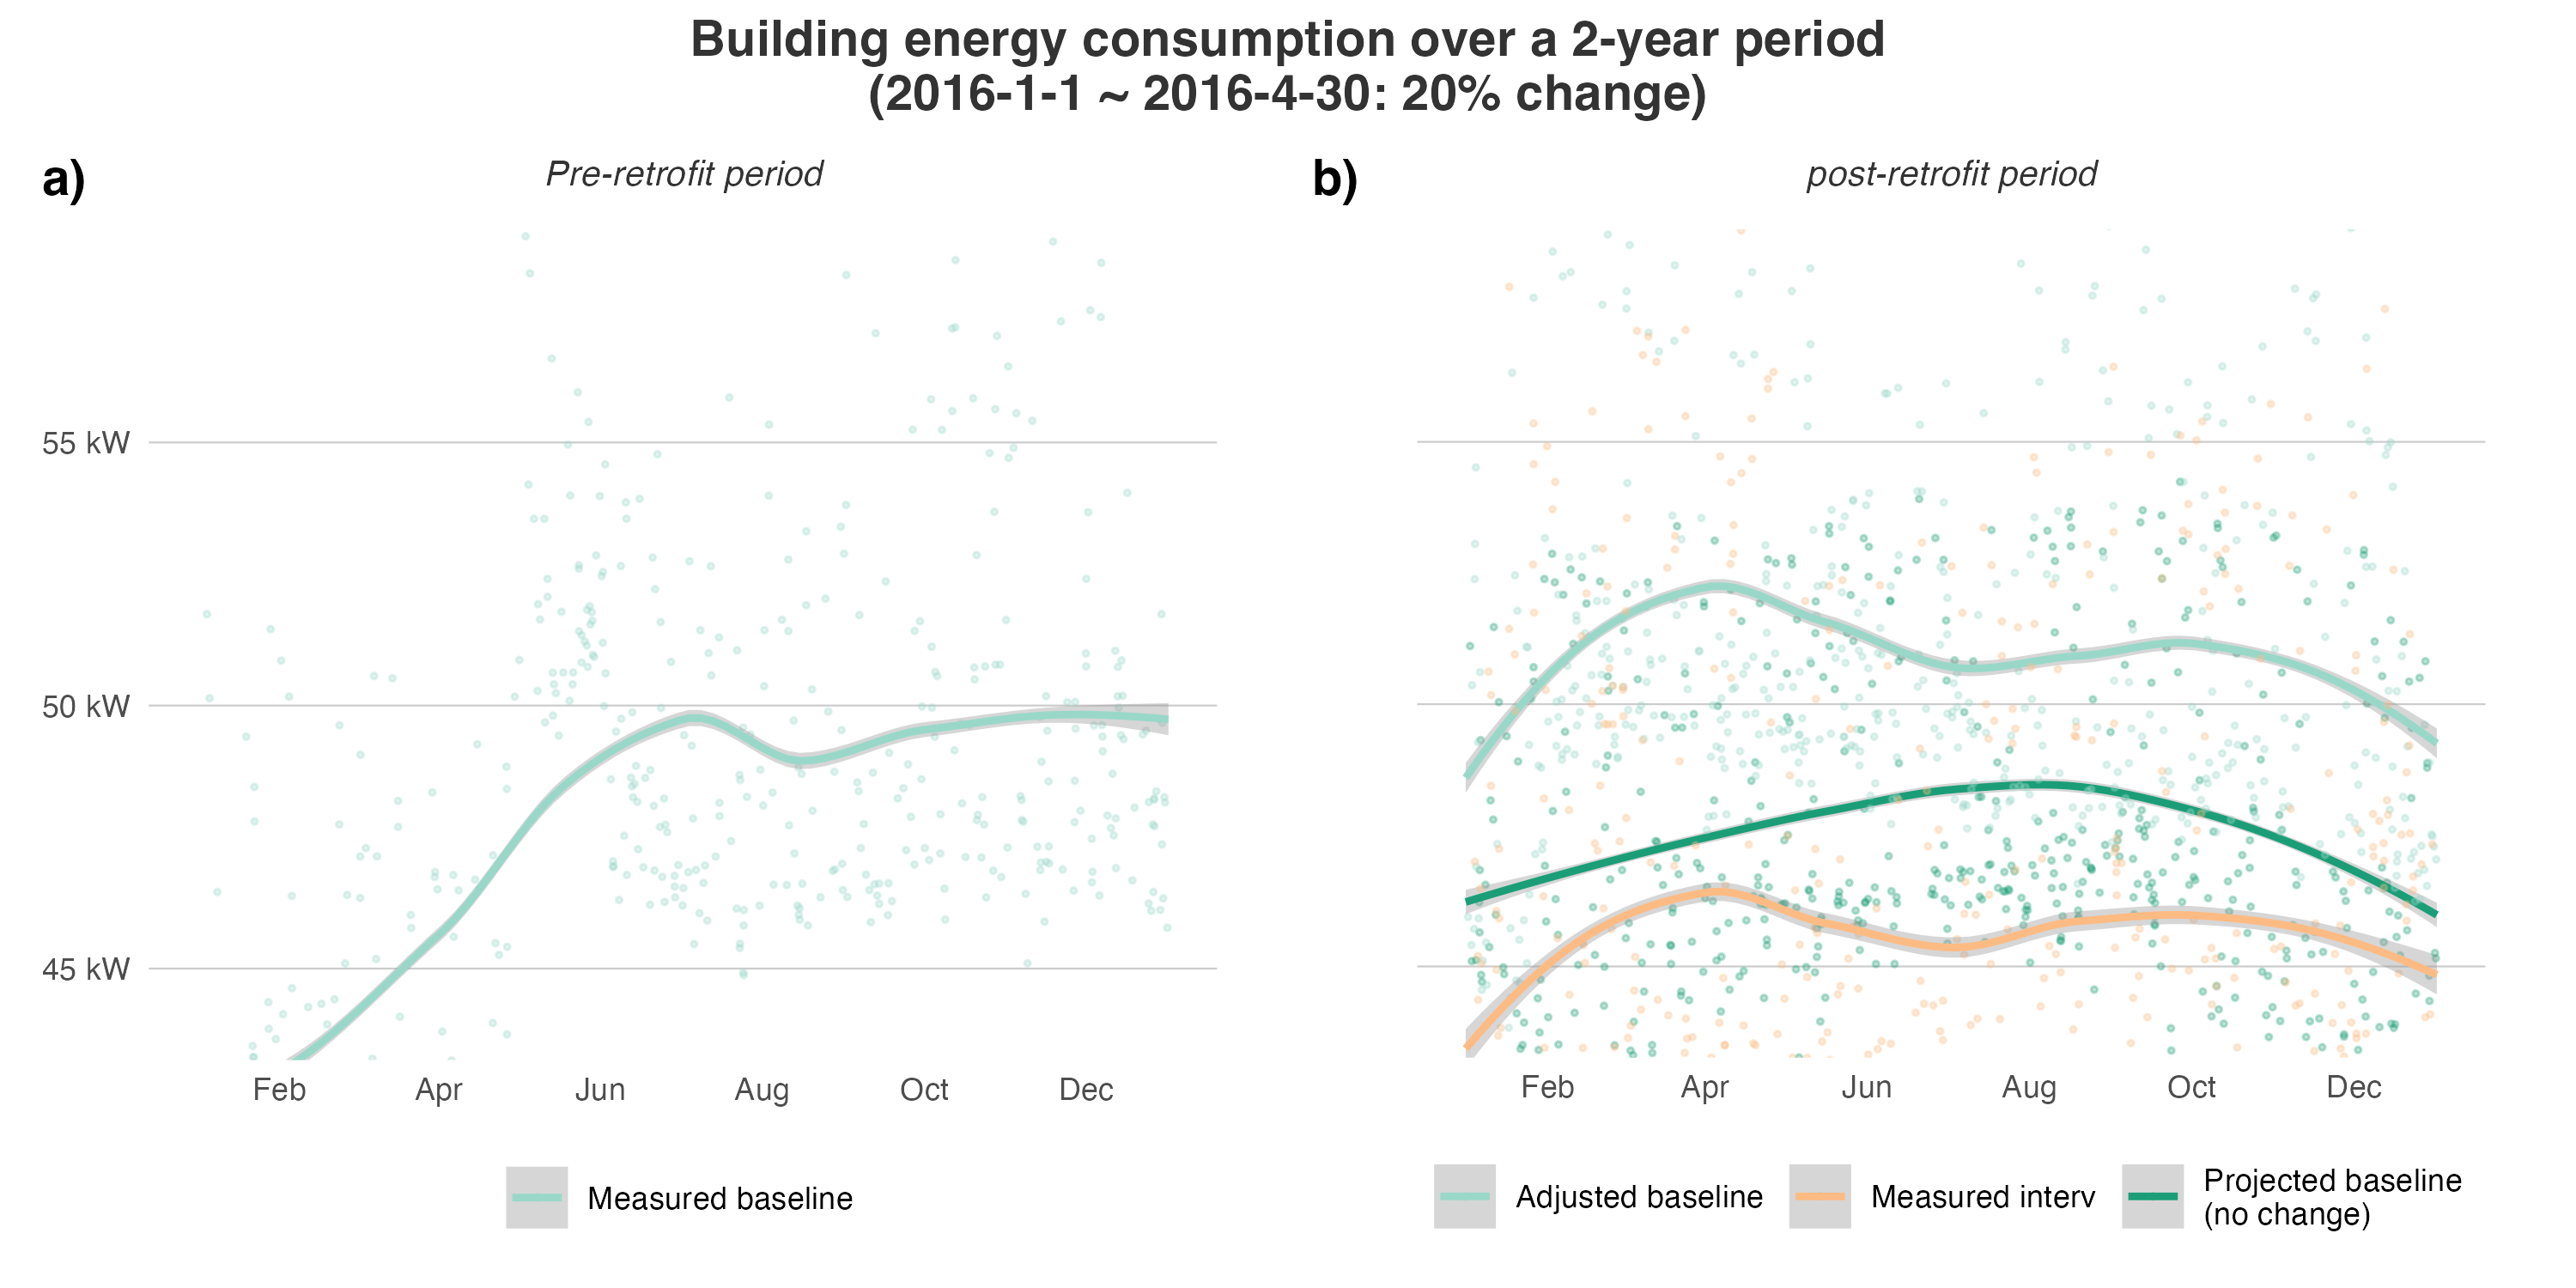 Building energy consumption over a 2-year period
(2016-1-1 ~ 2016-4-30: 20% change)
a)
Pre-retrofit period
55 kW
50 kW
45 kW
Feb Apr Jun Aug Oct Dec
Measured baseline
b)
post-retrofit period
Feb Apr Jun Aug Oct Dec
Adjusted baseline
Measured interv
Projected baseline
(no change)